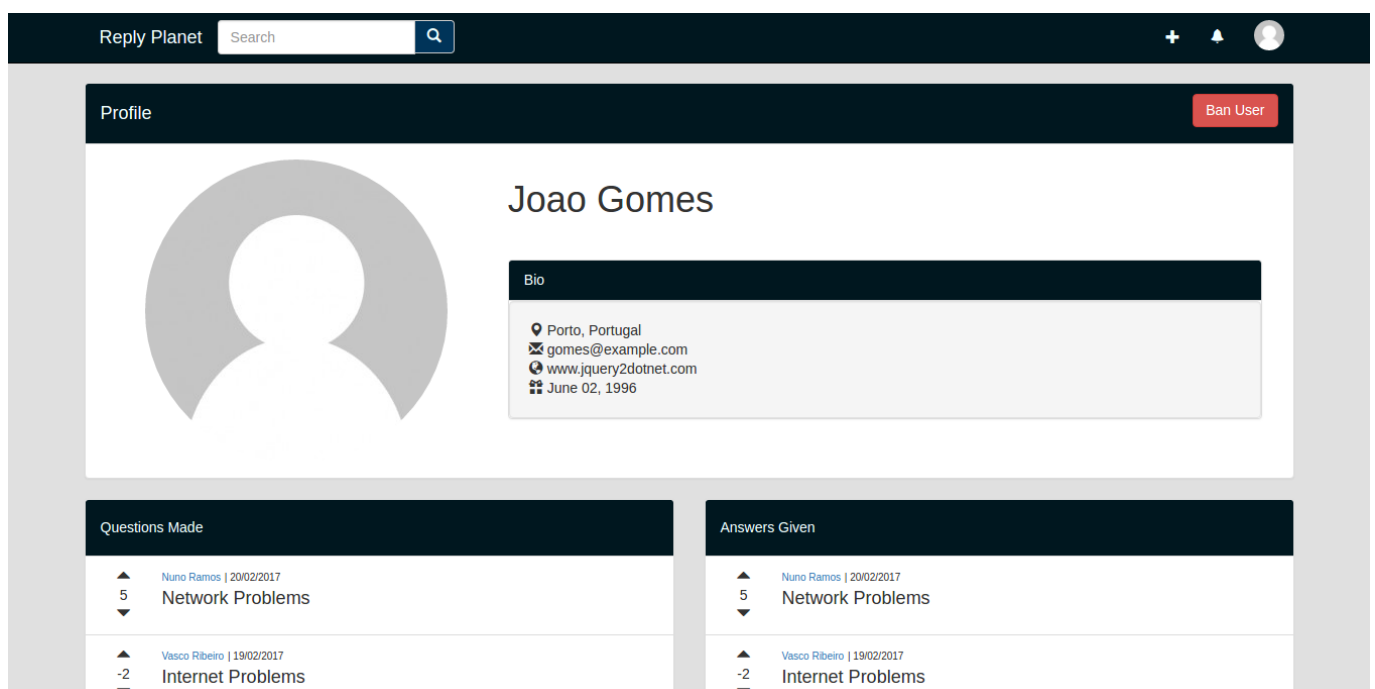 Reply Planet Search
Profile Ban User
Joao Gomes
Bio
Porto, Portugal
gomes@example.com
www.jquery2dotnet.com
June 02, 1996
Questions Made
Nuno Ramos | 20/02/2017
5 Network Problems
Vasco Ribeiro | 19/02/2017
-2 Internet Problems
Answers Given
Nuno Ramos | 20/02/2017
5 Network Problems
Vasco Ribeiro | 19/02/2017
-2 Internet Problems